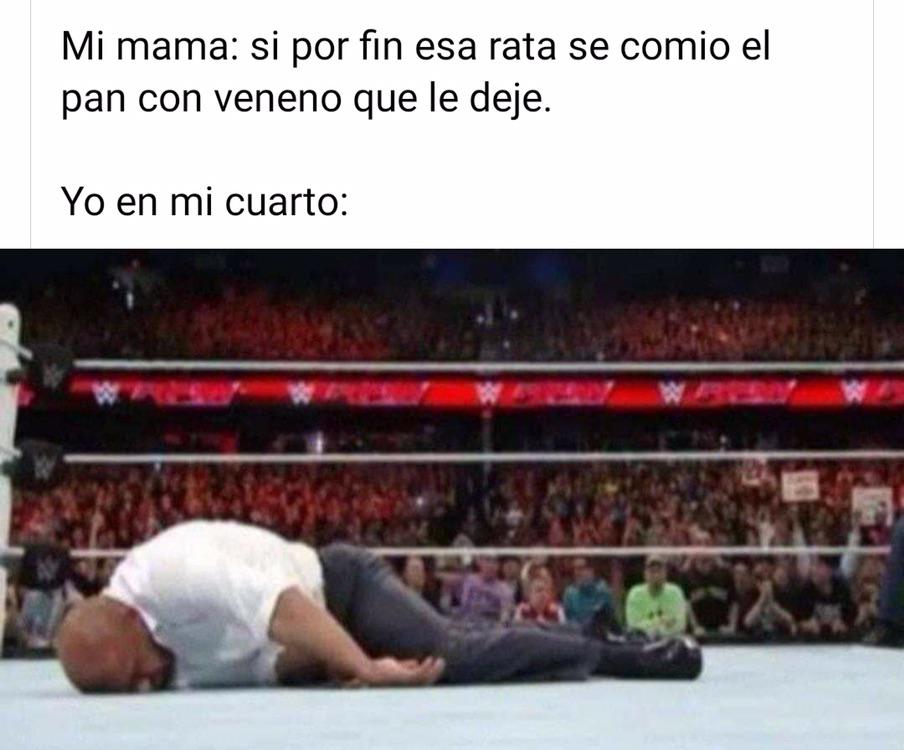 Mi mama: si por fin esa rata se comio el
pan con veneno que le deje.
Yo en mi cuarto: